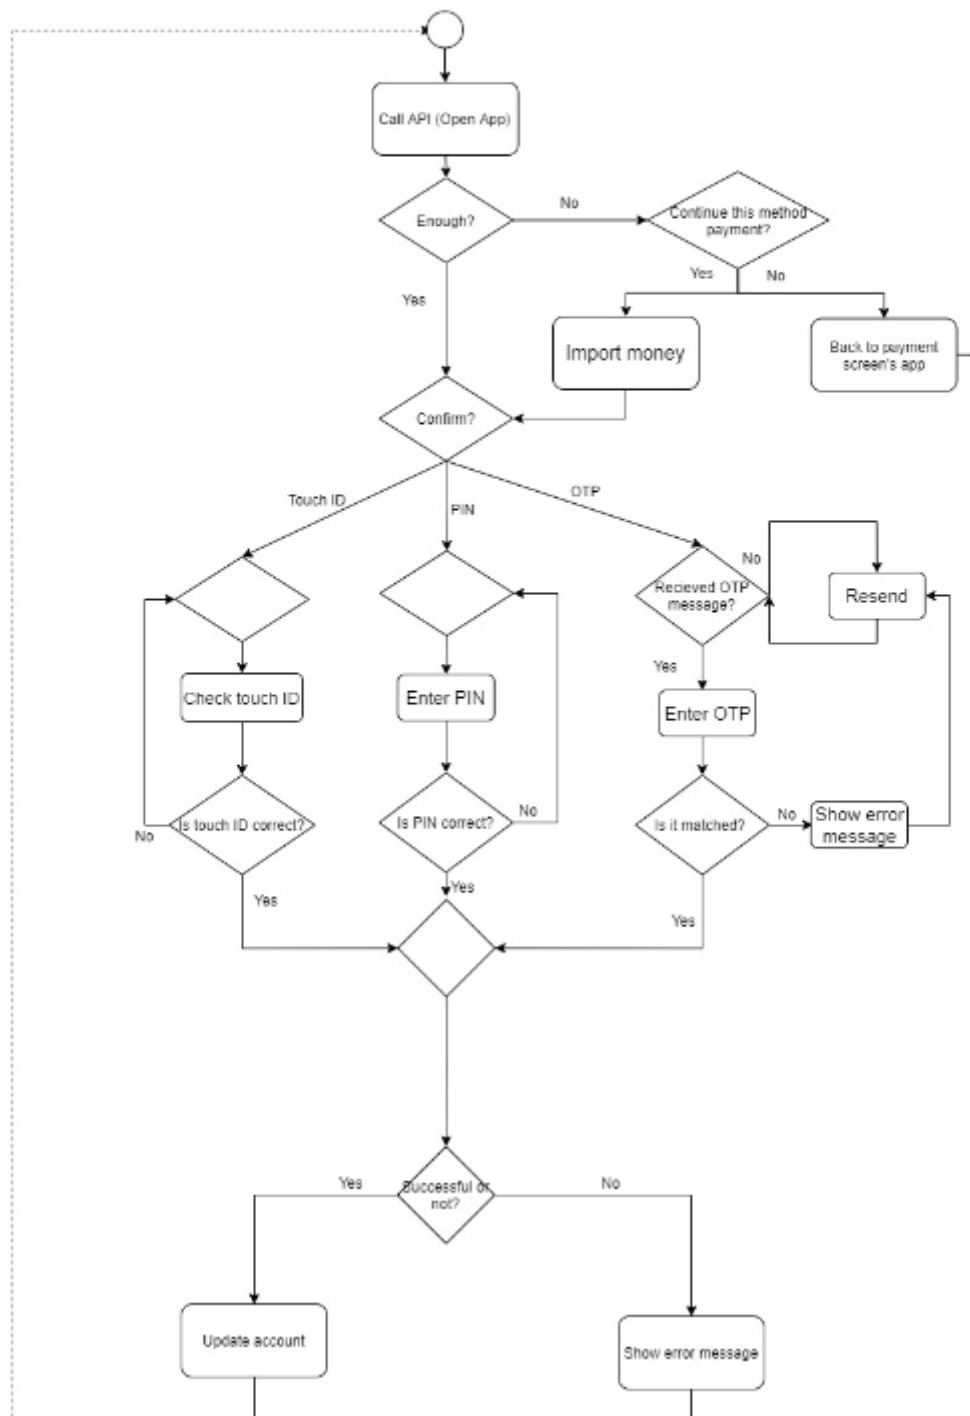 Call API (Open App)
Enough?
No
Continue this method
payment?
Yes
No
Yes
Import money
Back to payment
screen's app
Confirm?
Touch ID
PIN
OTP
No
Recieved OTP
message?
Resend
Yes
Check touch ID
Enter PIN
Enter OTP
No
Is touch ID correct?
Is PIN correct?
No
Is it matched?
No
Show error
message
Yes
Yes
Yes
Yes
Successful or
not?
No
Update account
Show error message